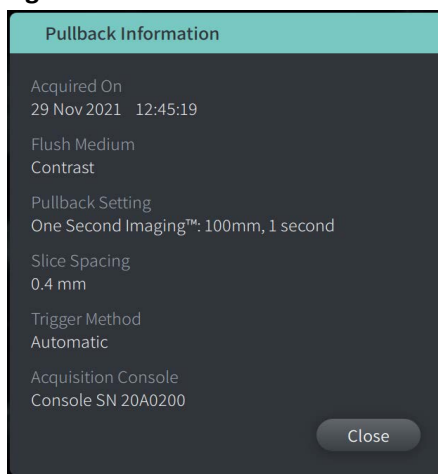 Pullback Information
Acquired On
29 Nov 2021 12:45:19
Flush Medium
Contrast
Pullback Setting
One Second Imaging™: 100mm, 1 second
Slice Spacing
0.4 mm
Trigger Method
Automatic
Acquisition Console
Console SN 20A0200
Close